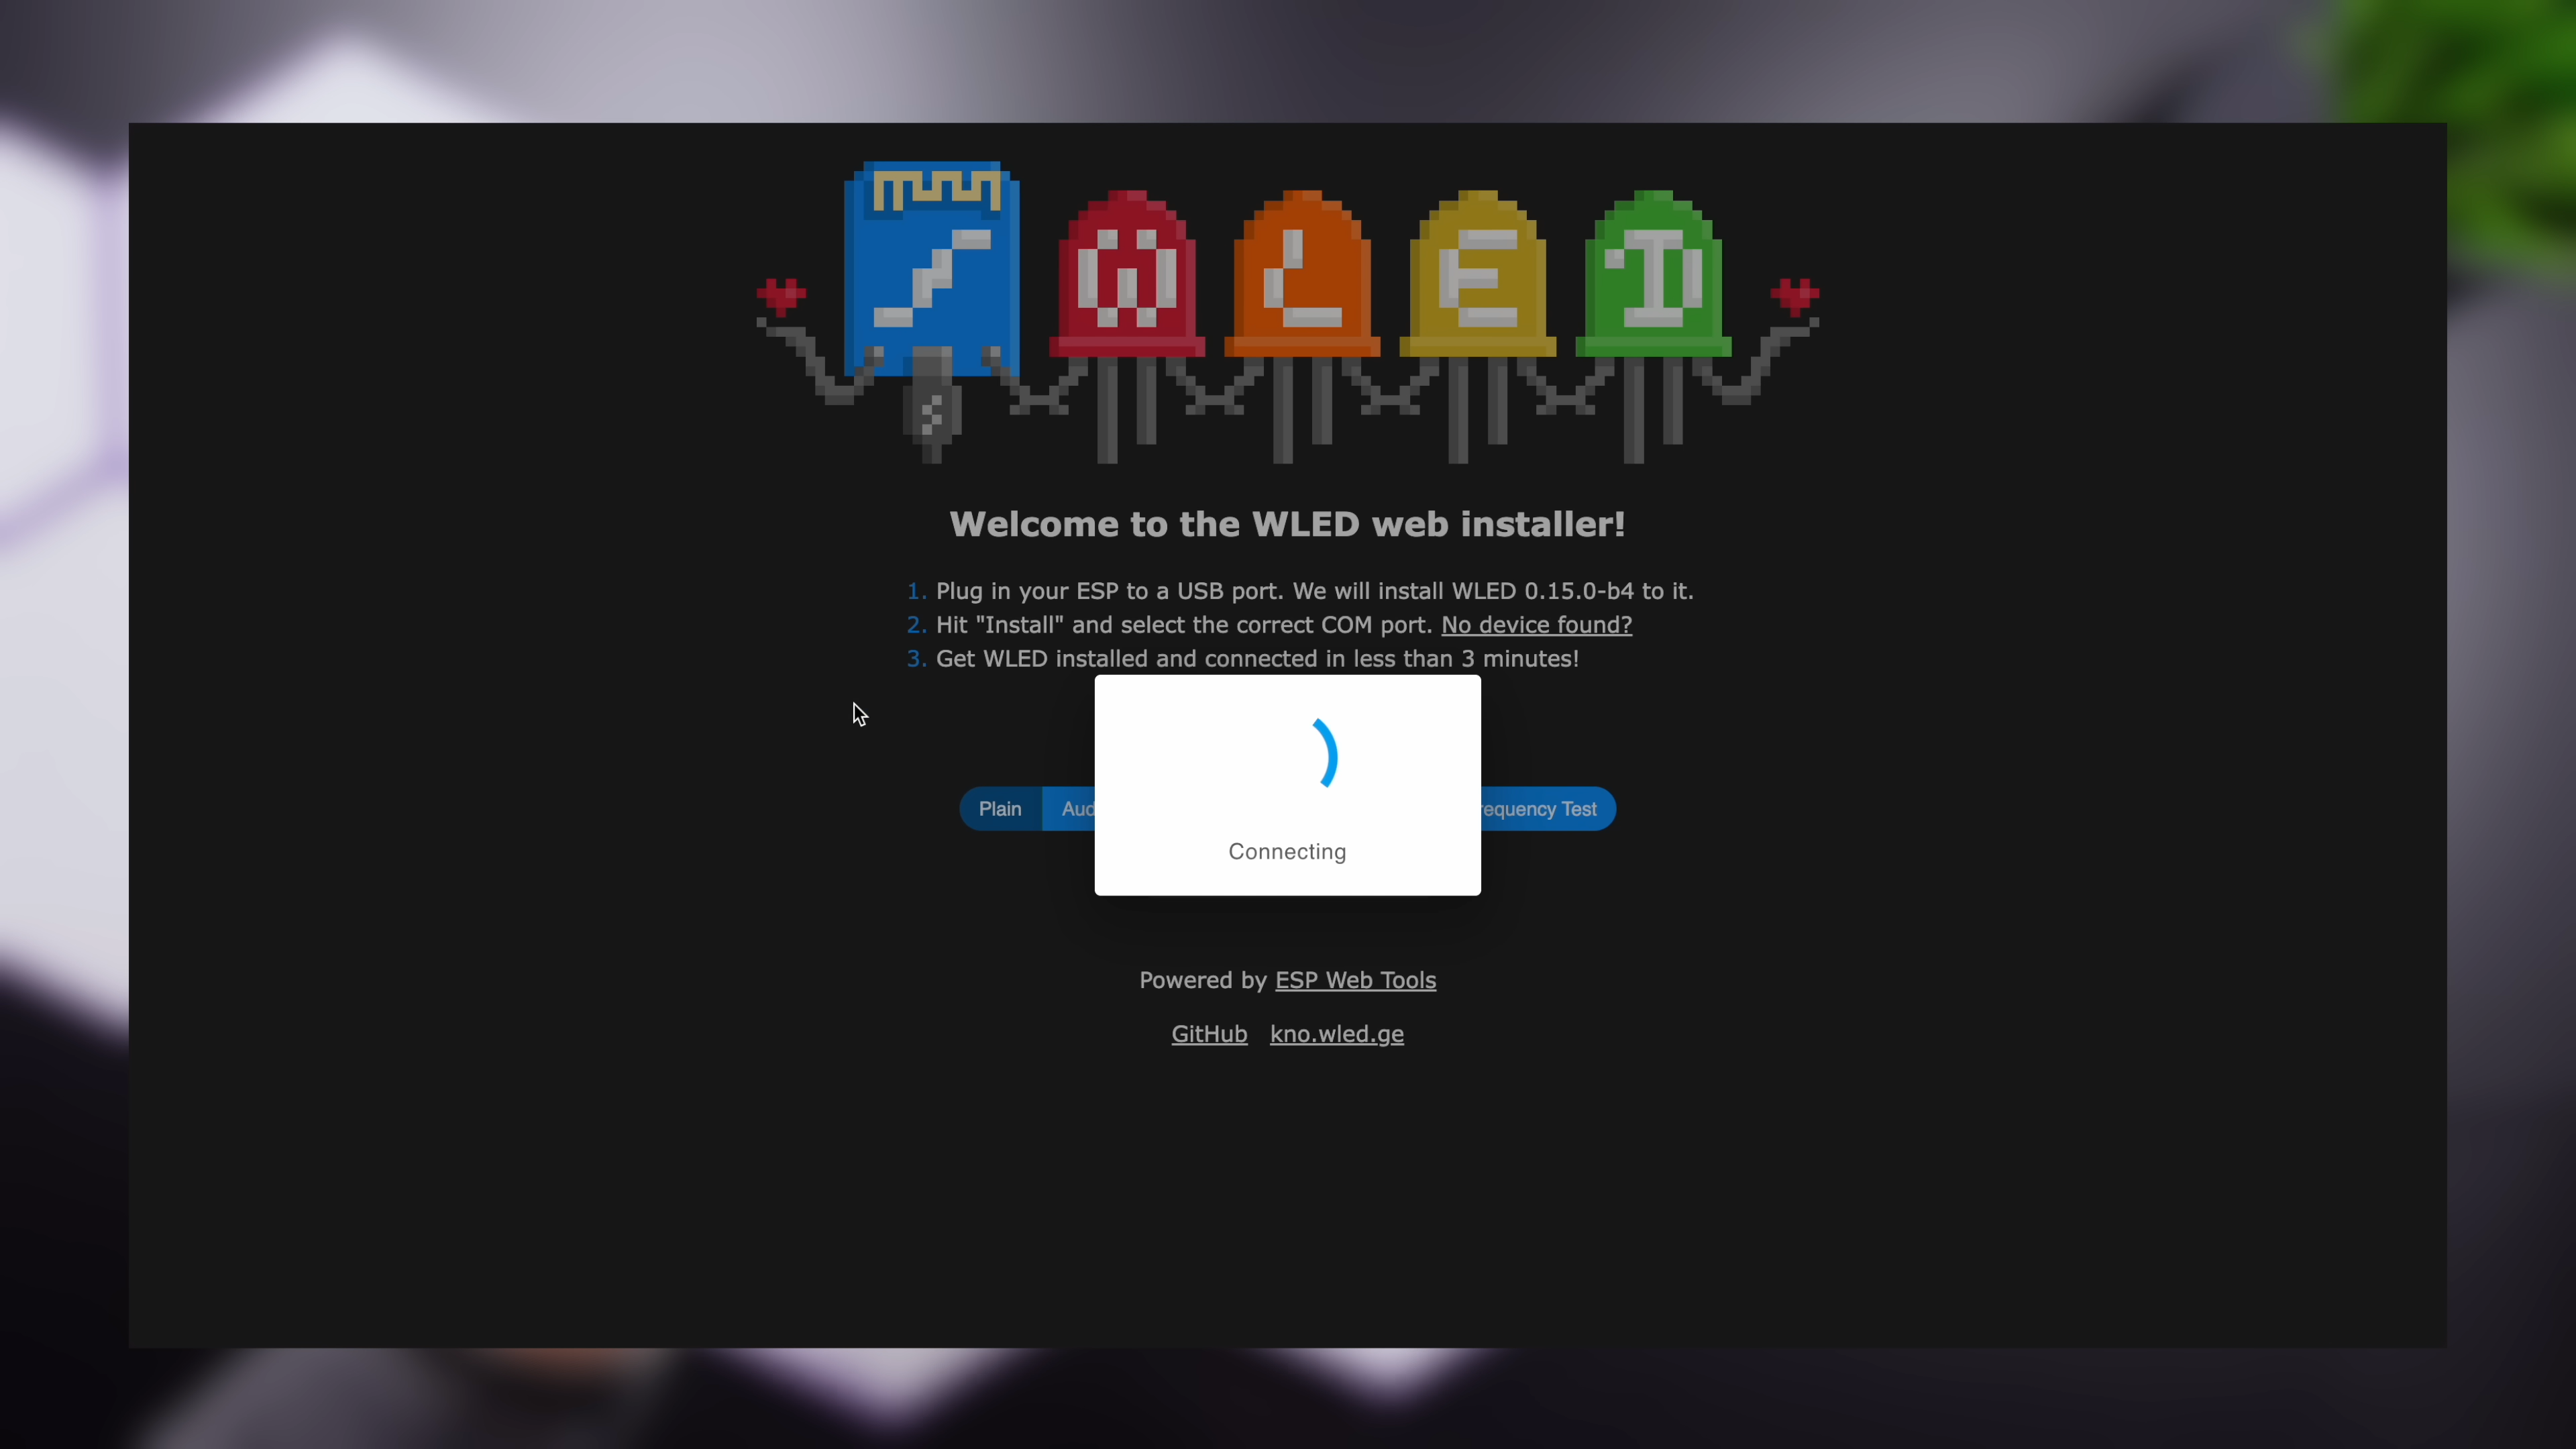 WLED
Welcome to the WLED web installer!
1. Plug in your ESP to a USB port. We will install WLED 0.15.0-b4 to it.
2. Hit "Install" and select the correct COM port. No device found?
3. Get WLED installed and connected in less than 3 minutes!
Plain
Connecting
Test
Powered by ESP Web Tools
GitHub kno.wled.ge